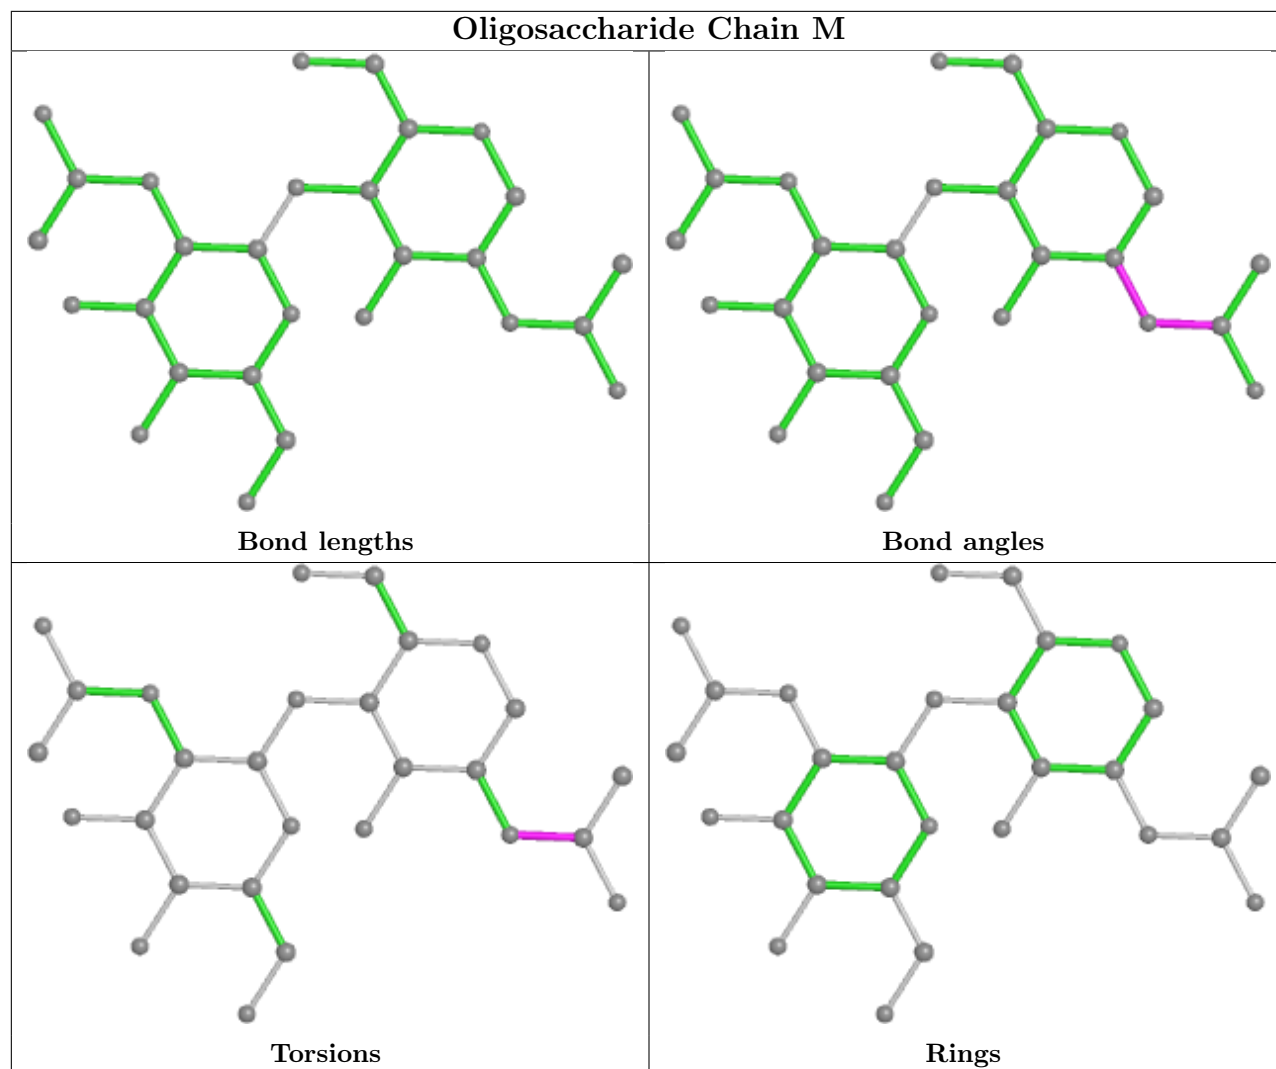 Oligosaccharide Chain M
Bond lengths
Bond angles
Torsions
Rings